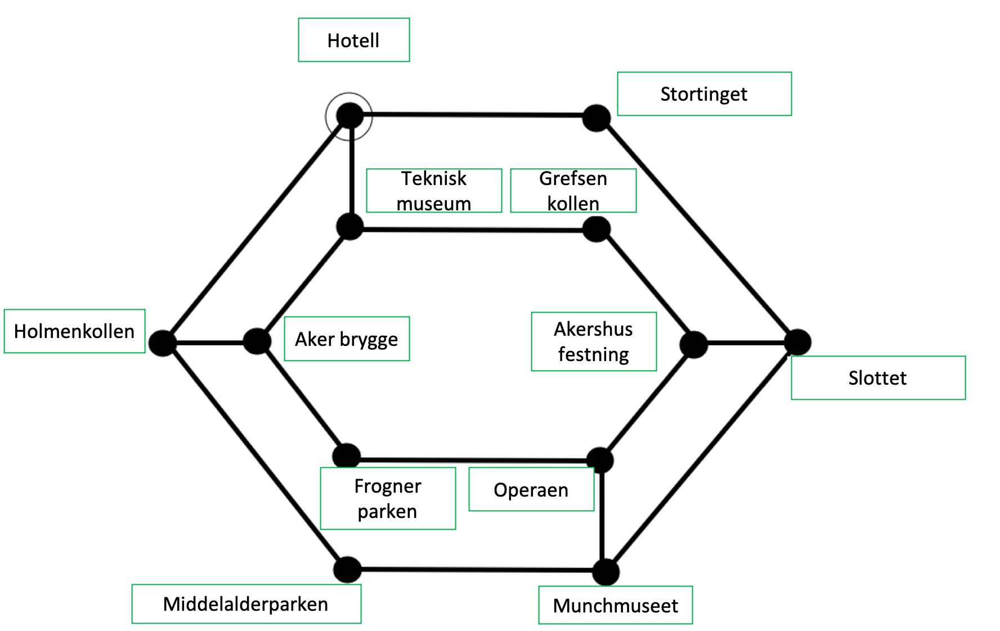 Hotell
Stortinget
Teknisk
museum
Grefsen
kollen
Holmenkollen
Aker brygge
Akershus
festning
Slottet
Frogner
parken
Operaen
Middelalderparken
Munchmuseet